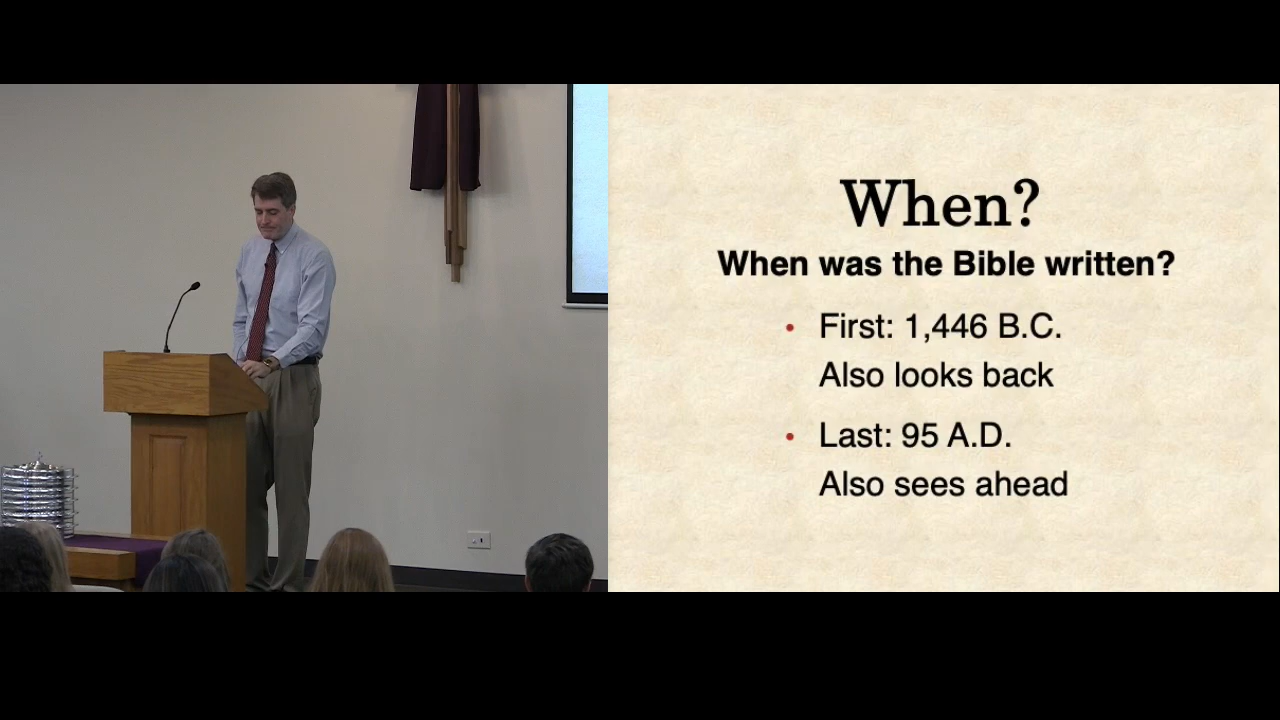 When?
When was the Bible written?
• First: 1,446 B.C.
Also looks back
• Last: 95 A.D.
Also sees ahead